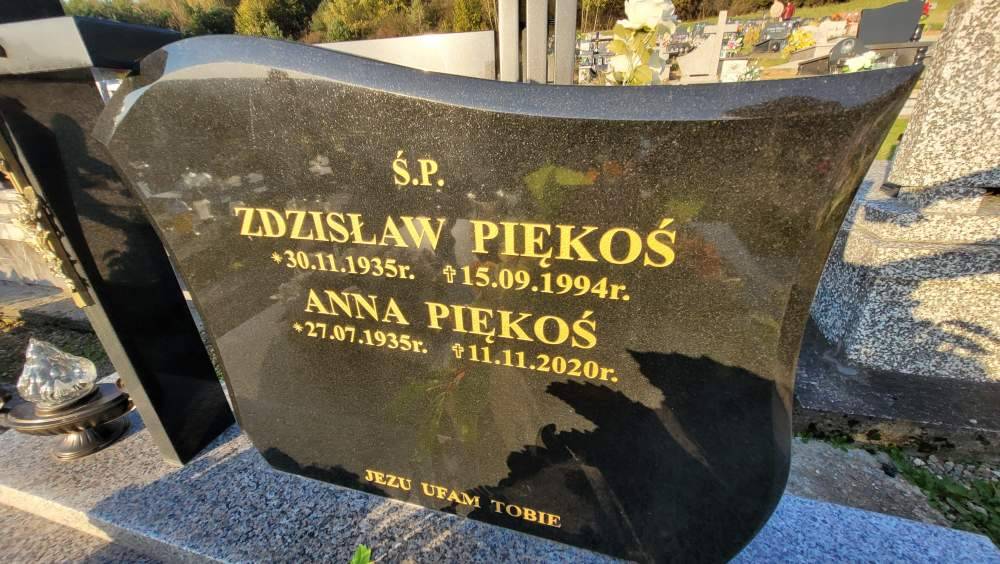 Ś.P.
ZDZISŁAW PIĘKOŚ
*30.11.1935r. ✝15.09.1994r.
ANNA PIĘKOŚ
*27.07.1935r. ✝11.11.2020r.
JEZU UFAM TOBIE